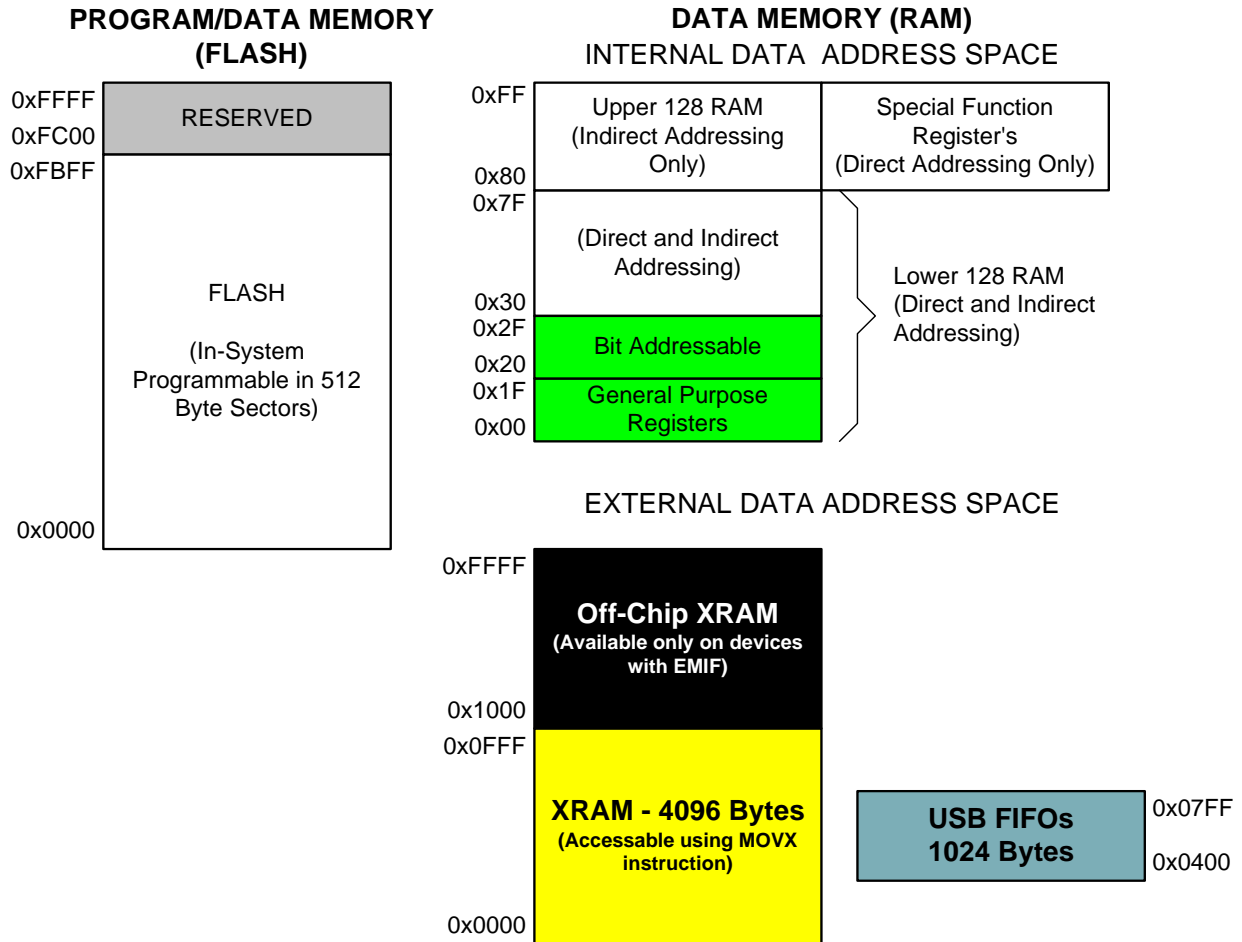 PROGRAM/DATA MEMORY
(FLASH)
0xFFFF
0xFC00
0xFBFF
0x0000
RESERVED
FLASH
(In-System
Programmable in 512
Byte Sectors)
DATA MEMORY (RAM)
INTERNAL DATA ADDRESS SPACE
0xFF
0x80
0x7F
0x30
0x2F
0x20
0x1F
0x00
Upper 128 RAM
(Indirect Addressing
Only)
Special Function
Register's
(Direct Addressing Only)
(Direct and Indirect
Addressing)
Bit Addressable
General Purpose
Registers
Lower 128 RAM
(Direct and Indirect
Addressing)
EXTERNAL DATA ADDRESS SPACE
0xFFFF
0x1000
0x0FFF
0x0000
Off-Chip XRAM
(Available only on devices
with EMIF)
XRAM - 4096 Bytes
(Accessable using MOVX
instruction)
USB FIFOs
1024 Bytes
0x07FF
0x0400